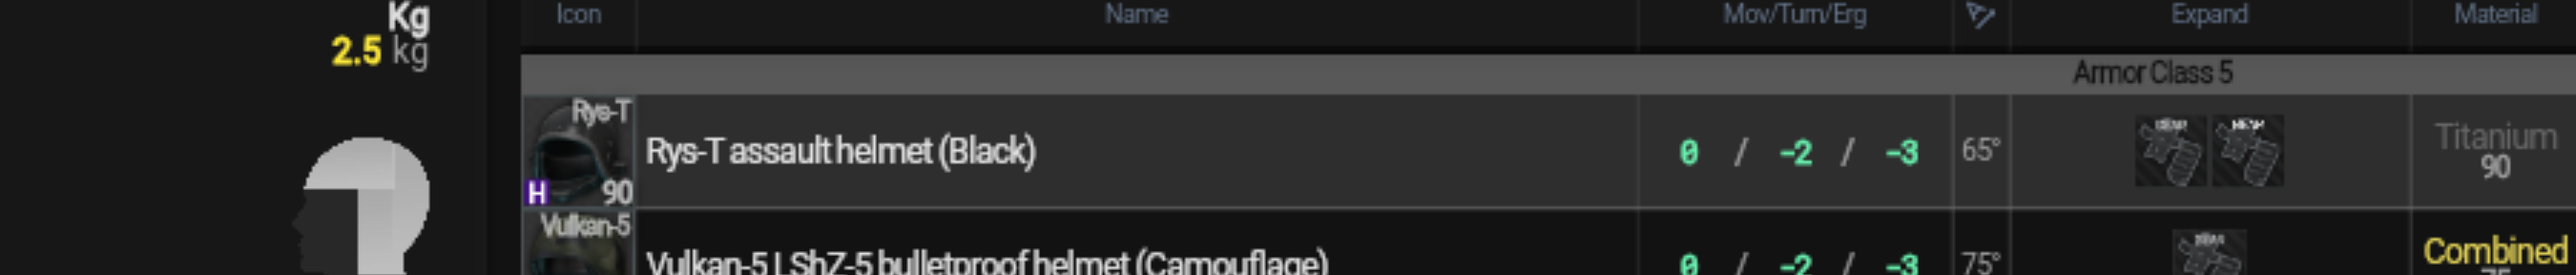 Kg
2.5 kg
Icon Name Mov/Turn/Erg Expand Material
Armor Class 5
Rys-T
H 90
Rys-T assault helmet (Black) 0 / -2 / -3 65° Titanium
90
Vulkan-5
Vulkan-5 LShZ-5 bulletproof helmet (Camouflage) 0 / -2 / -3 75° Combined